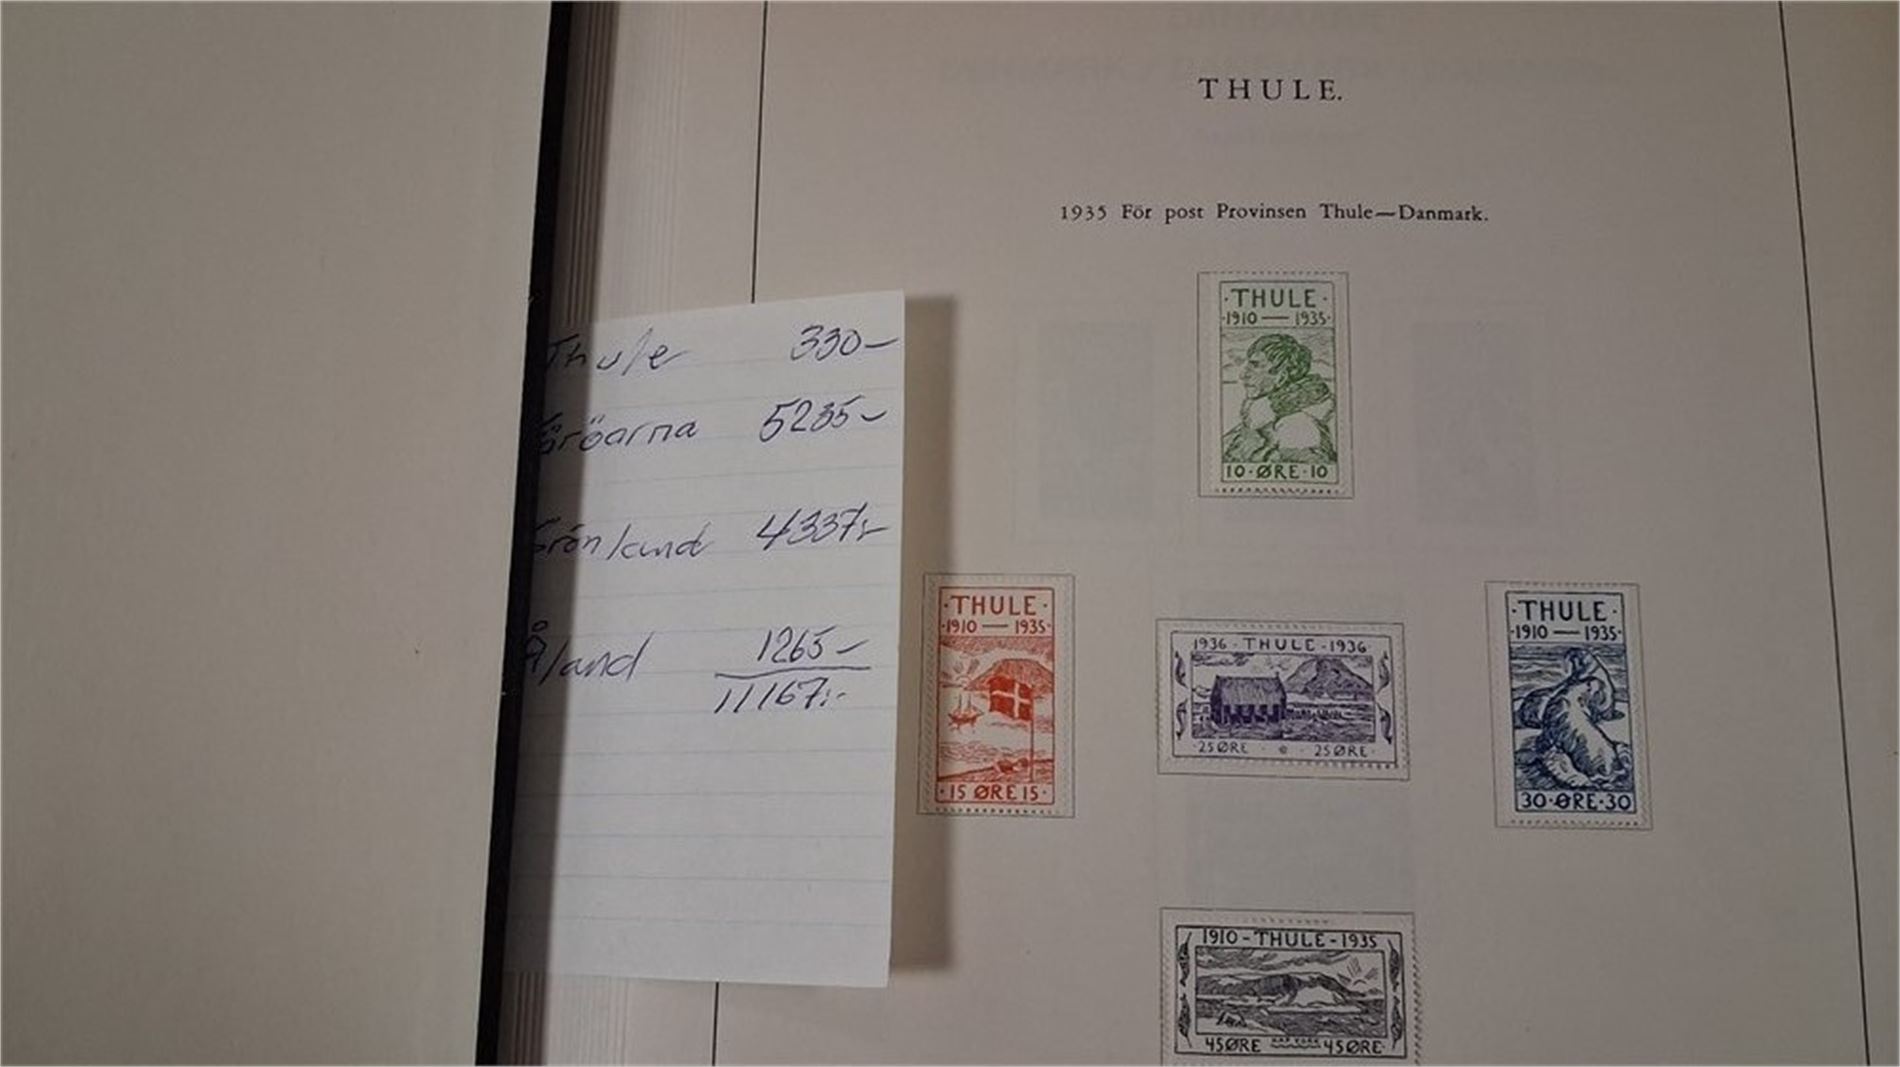 THULE.
1935 För post Provinsen Thule—Danmark.
Thule 330-
Färöarna 5235-
Grönland 4337:-
Åland 1265-
11167:-
·THULE·
·1910 — 1935·
10·ØRE·10
·THULE·
·1910 — 1935·
·15 ØRE 15·
1936 - THULE - 1936
·25 ØRE · · 25 ØRE·
·THULE·
·1910 — 1935·
30·ØRE·30
1910 - THULE - 1935
45 ØRE 45 ØRE